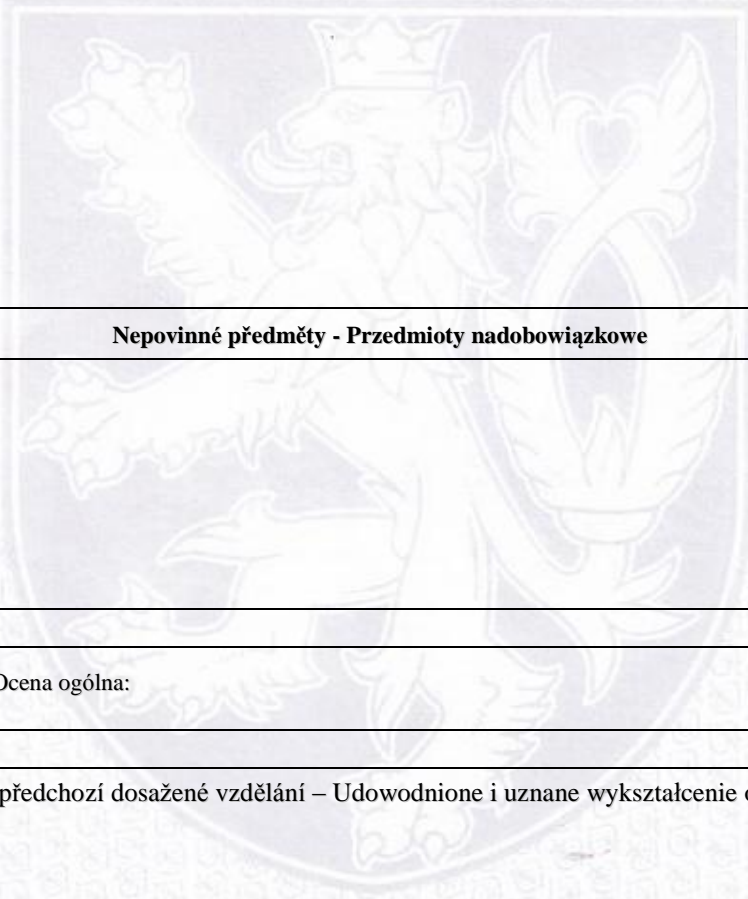 Nepovinné předměty - Przedmioty nadobowiązkowe
Ocena ogólna:
předchozí dosažené vzdělání – Udowodnione i uznane wykształcenie